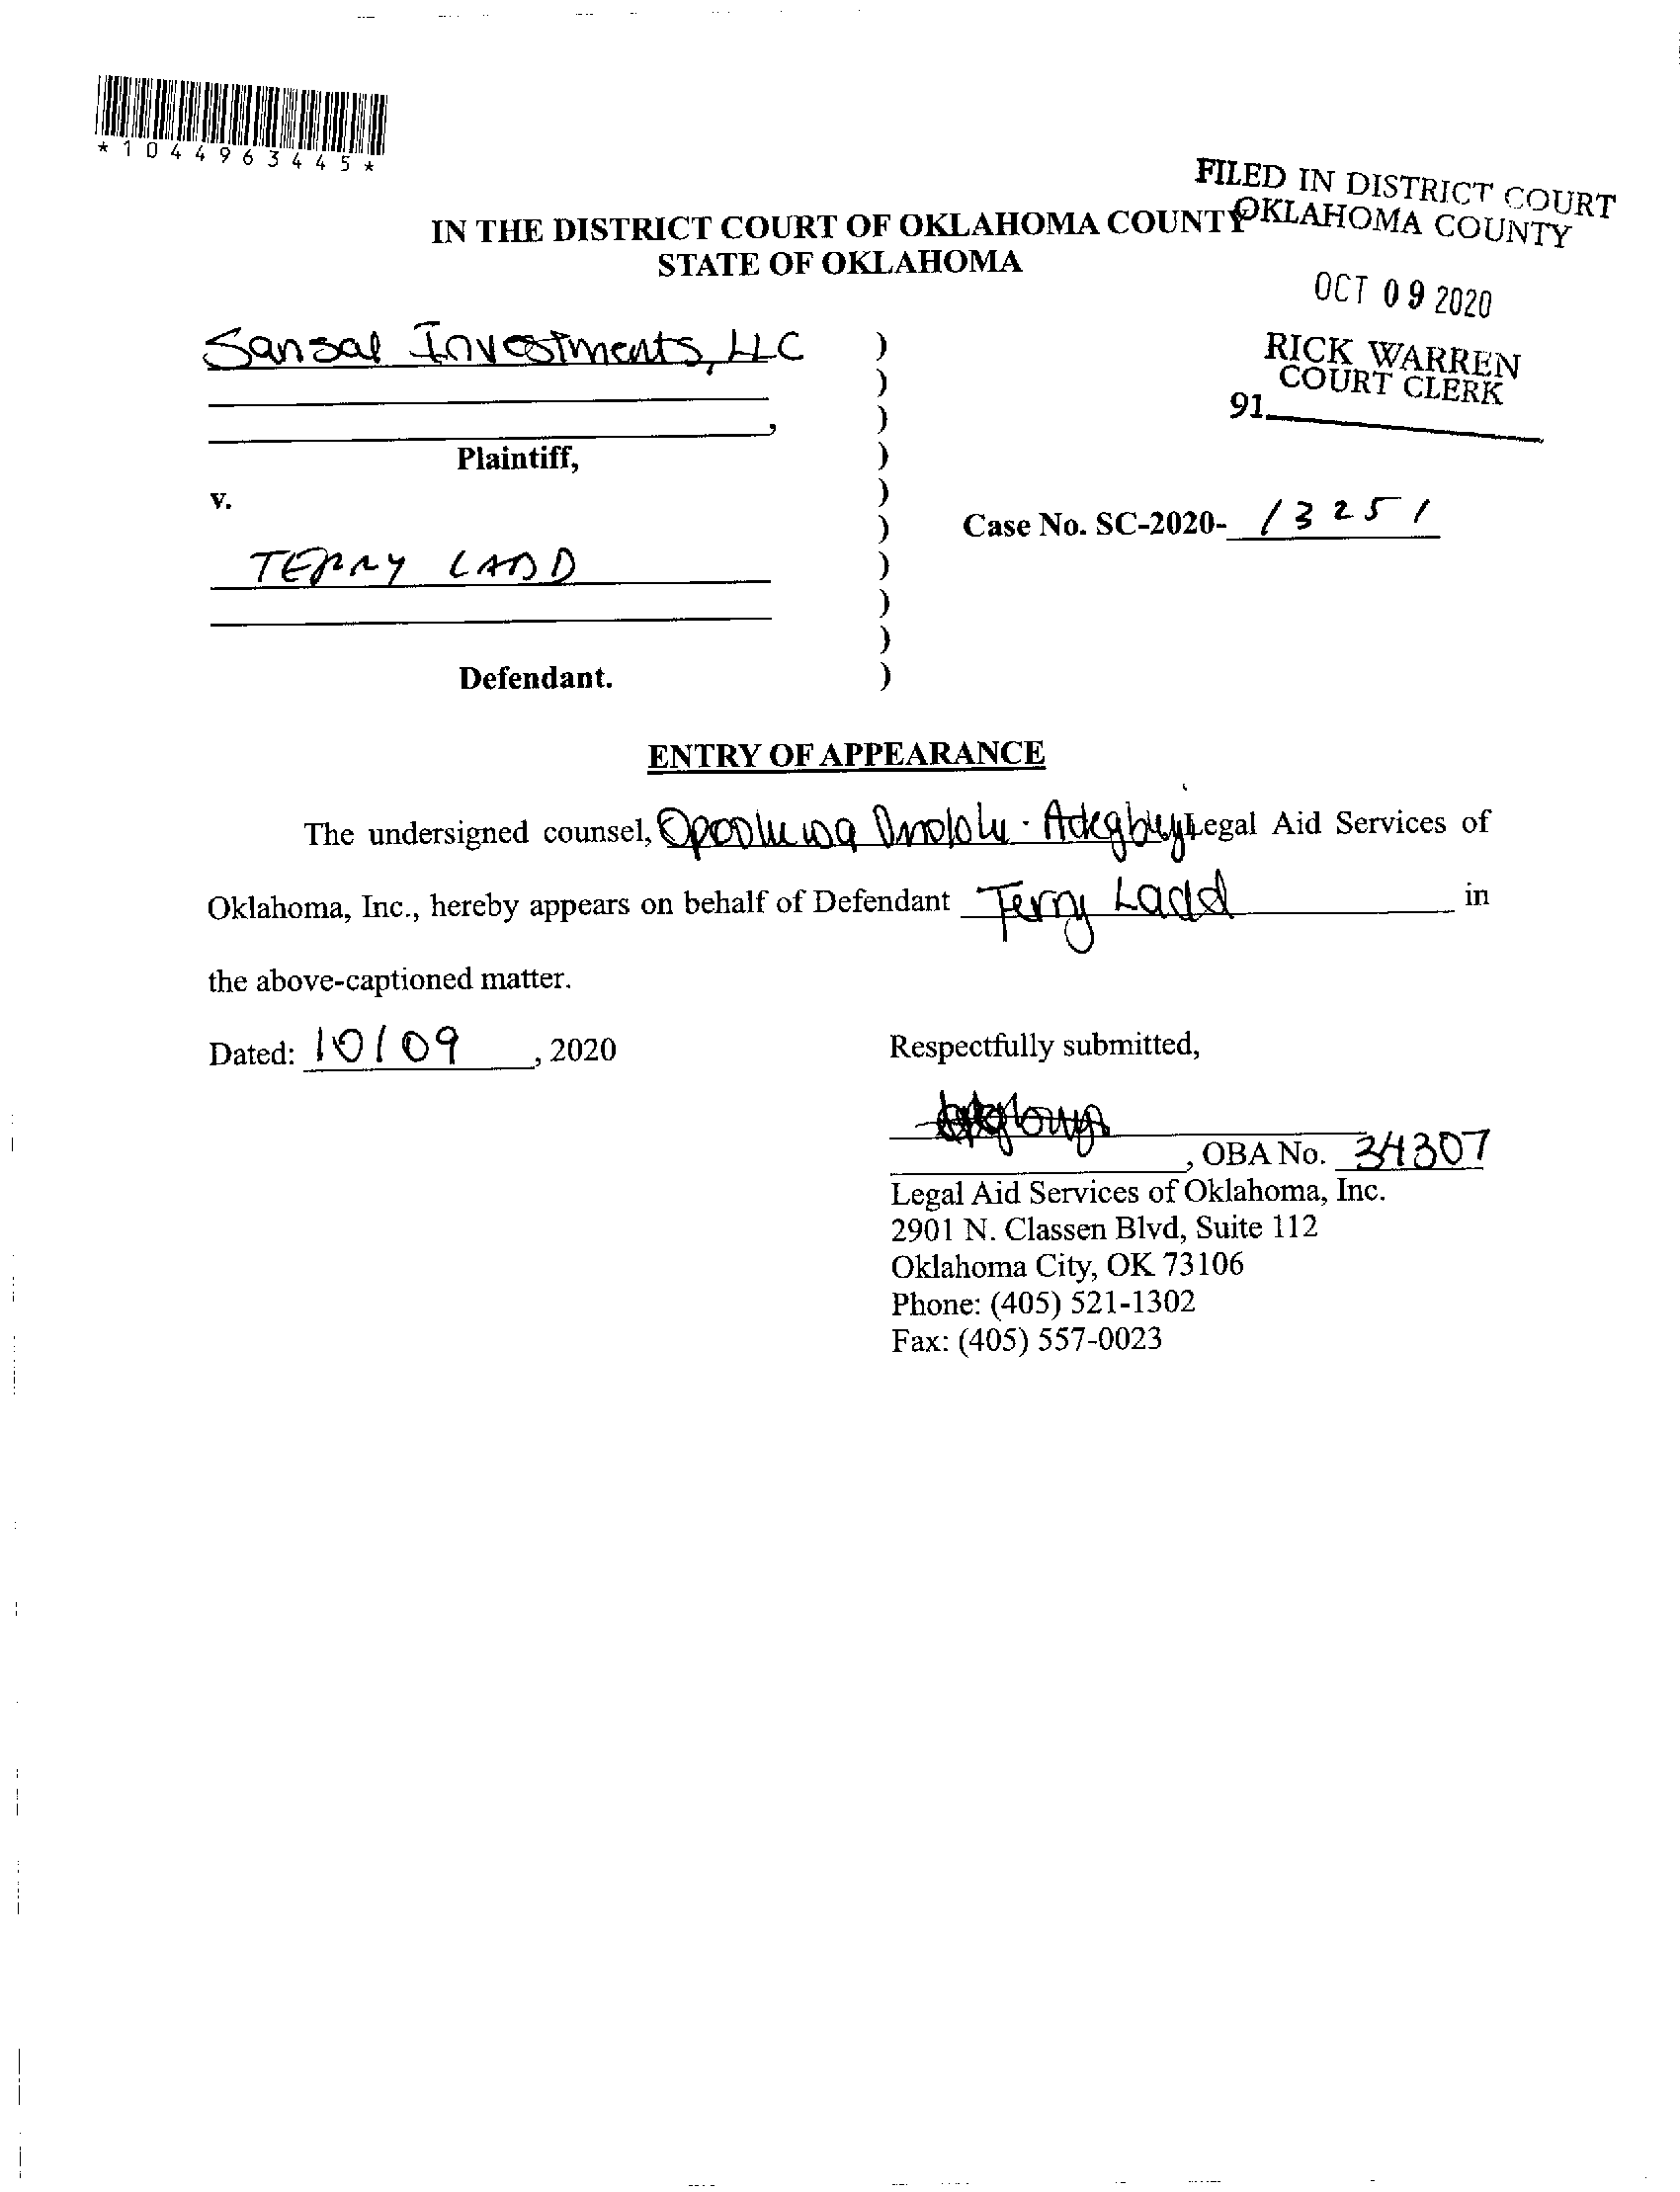 *1044963445*
FILED IN DISTRICT COURT
OKLAHOMA COUNTY
OCT 09 2020
RICK WARREN
COURT CLERK
91
IN THE DISTRICT COURT OF OKLAHOMA COUNTY
STATE OF OKLAHOMA
Sansal Investments, LLC )
)
, )
Plaintiff, )
v. )
Case No. SC-2020- 13251
TERRY LADD )
)
)
Defendant. )
ENTRY OF APPEARANCE
The undersigned counsel, Omololu-Adegbuyi Legal Aid Services of
Oklahoma, Inc., hereby appears on behalf of Defendant Terry Ladd in
the above-captioned matter.
Dated: 10/09, 2020
Respectfully submitted,
, OBA No. 34307
Legal Aid Services of Oklahoma, Inc.
2901 N. Classen Blvd, Suite 112
Oklahoma City, OK 73106
Phone: (405) 521-1302
Fax: (405) 557-0023